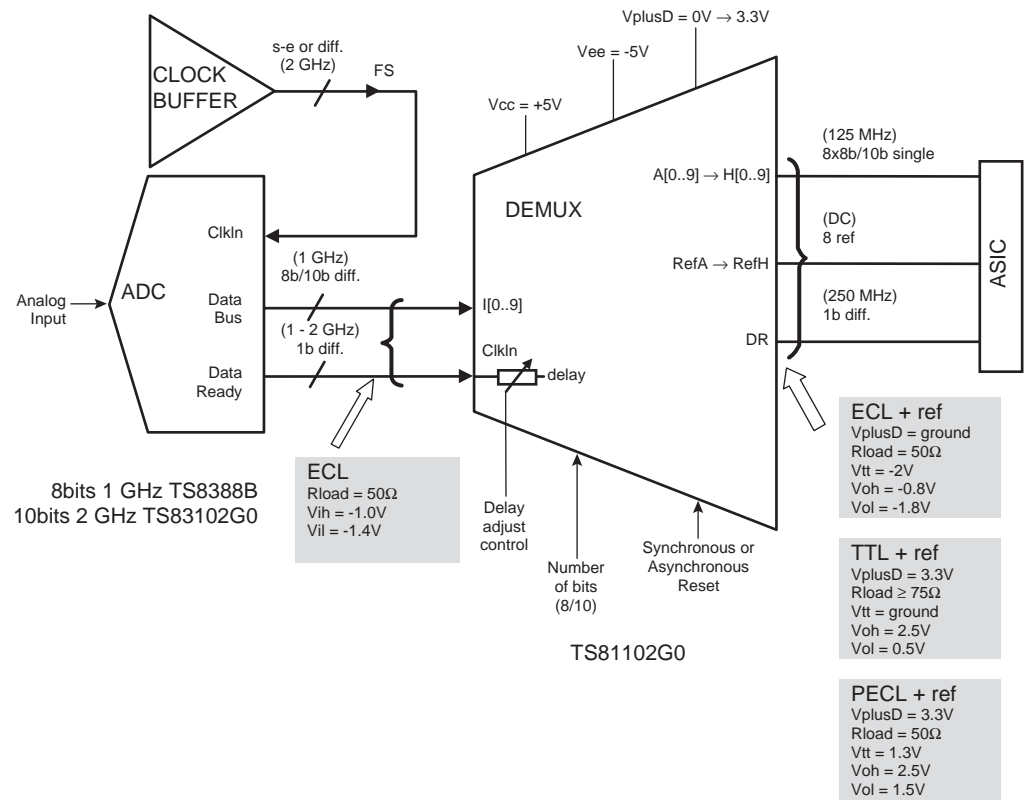 VplusD = 0V → 3.3V
Vee = -5V
Vcc = +5V
s-e or diff.
(2 GHz)
FS
CLOCK
BUFFER
ClkIn
ADC
Analog
Input
Data
Bus
Data
Ready
(1 GHz)
8b/10b diff.
(1 - 2 GHz)
1b diff.
DEMUX
I[0..9]
ClkIn
delay
A[0..9] → H[0..9]
RefA → RefH
DR
(125 MHz)
8x8b/10b single
(DC)
8 ref
(250 MHz)
1b diff.
ASIC
8bits 1 GHz TS8388B
10bits 2 GHz TS83102G0
ECL
Rload = 50Ω
Vih = -1.0V
Vil = -1.4V
Delay
adjust
control
Number
of bits
(8/10)
Synchronous or
Asynchronous
Reset
TS81102G0
ECL + ref
VplusD = ground
Rload = 50Ω
Vtt = -2V
Voh = -0.8V
Vol = -1.8V
TTL + ref
VplusD = 3.3V
Rload ≥ 75Ω
Vtt = ground
Voh = 2.5V
Vol = 0.5V
PECL + ref
VplusD = 3.3V
Rload = 50Ω
Vtt = 1.3V
Voh = 2.5V
Vol = 1.5V